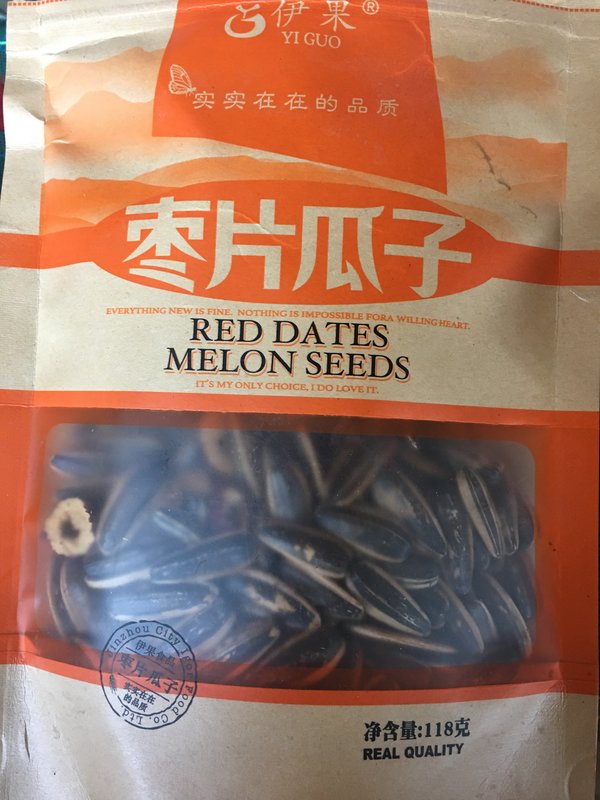 伊果®
YI GUO
实实在在的品质
枣片瓜子
EVERYTHING NEW IS FINE. NOTHING IS IMPOSSIBLE FORA WILLING HEART.
RED DATES
MELON SEEDS
IT'S MY ONLY CHOICE, I DO LOVE IT.
伊果食品
枣片瓜子
实实在在
的品质
Food Co. Ltd.
净含量:118克
REAL QUALITY